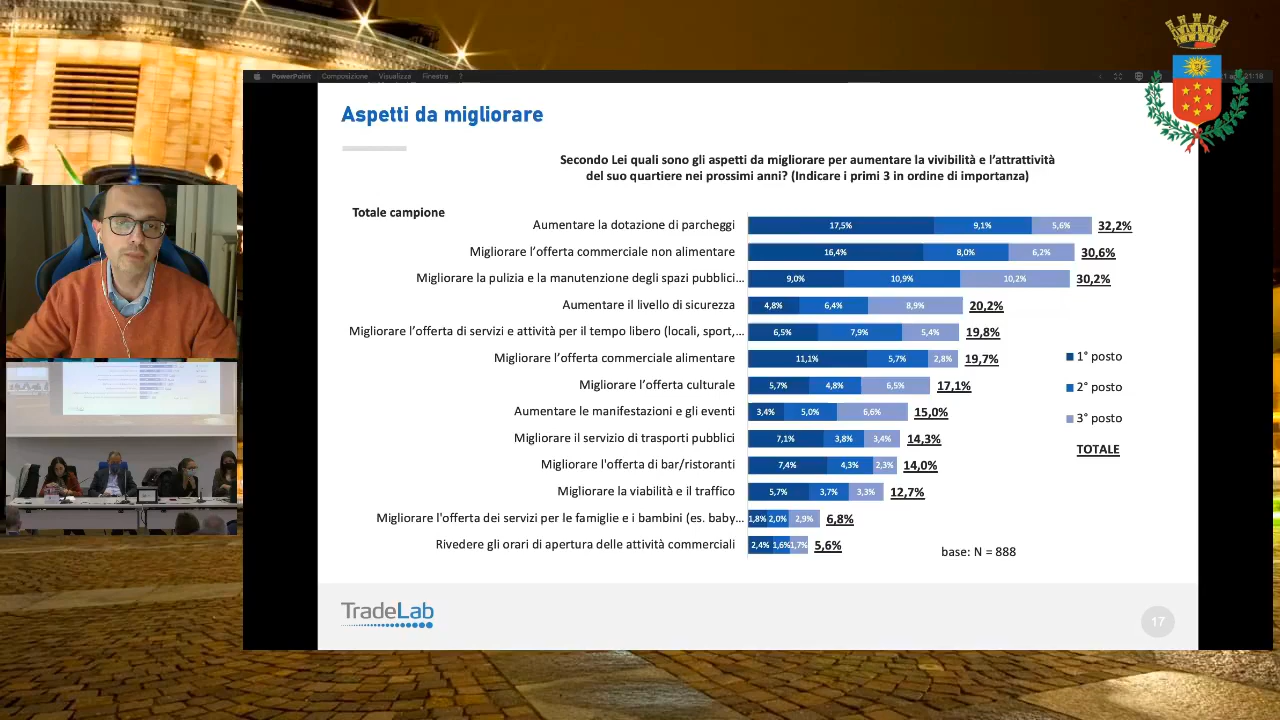 PowerPoint Composizione Visualizza Finestra ?
21:18
Aspetti da migliorare
Secondo Lei quali sono gli aspetti da migliorare per aumentare la vivibilità e l'attrattività
del suo quartiere nei prossimi anni? (Indicare i primi 3 in ordine di importanza)
Totale campione
Aumentare la dotazione di parcheggi 17,5% 9,1% 5,6% 32,2%
Migliorare l'offerta commerciale non alimentare 16,4% 8,0% 6,2% 30,6%
Migliorare la pulizia e la manutenzione degli spazi pubblici… 9,0% 10,9% 10,2% 30,2%
Aumentare il livello di sicurezza 4,8% 6,4% 8,9% 20,2%
Migliorare l'offerta di servizi e attività per il tempo libero (locali, sport,… 6,5% 7,9% 5,4% 19,8%
Migliorare l'offerta commerciale alimentare 11,1% 5,7% 2,8% 19,7%
Migliorare l'offerta culturale 5,7% 4,8% 6,5% 17,1%
Aumentare le manifestazioni e gli eventi 3,4% 5,0% 6,6% 15,0%
Migliorare il servizio di trasporti pubblici 7,1% 3,8% 3,4% 14,3%
Migliorare l'offerta di bar/ristoranti 7,4% 4,3% 2,3% 14,0%
Migliorare la viabilità e il traffico 5,7% 3,7% 3,3% 12,7%
Migliorare l'offerta dei servizi per le famiglie e i bambini (es. baby… 1,8% 2,0% 2,9% 6,8%
Rivedere gli orari di apertura delle attività commerciali 2,4% 1,6% 1,7% 5,6%
1° posto
2° posto
3° posto
TOTALE
base: N = 888
TradeLab
17